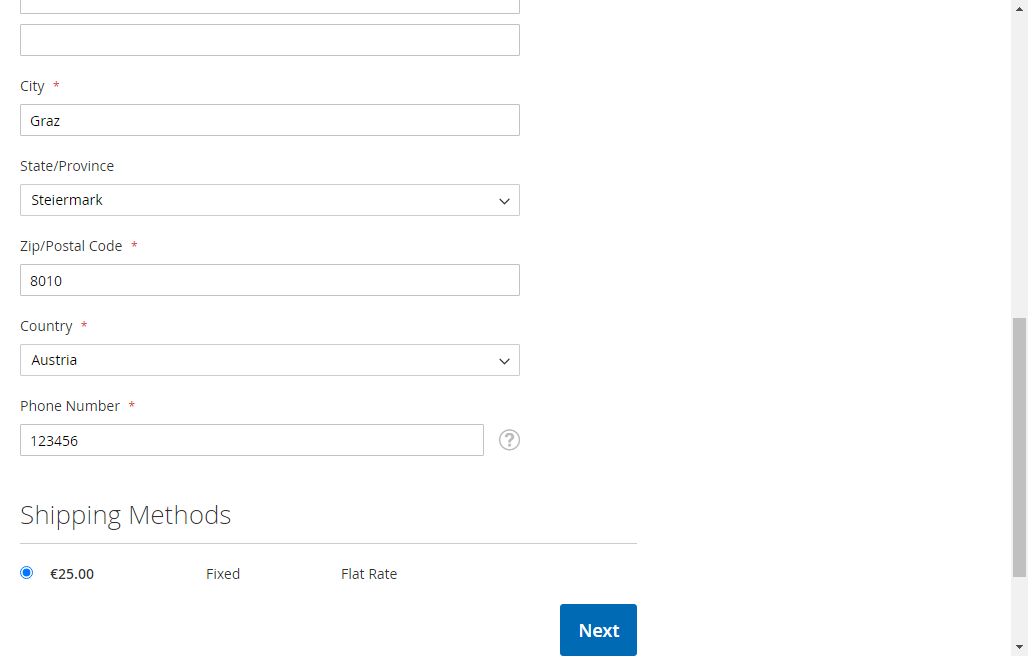 City *
Graz
State/Province
Steiermark
Zip/Postal Code *
8010
Country *
Austria
Phone Number *
123456
?
Shipping Methods
€25.00 Fixed Flat Rate
Next